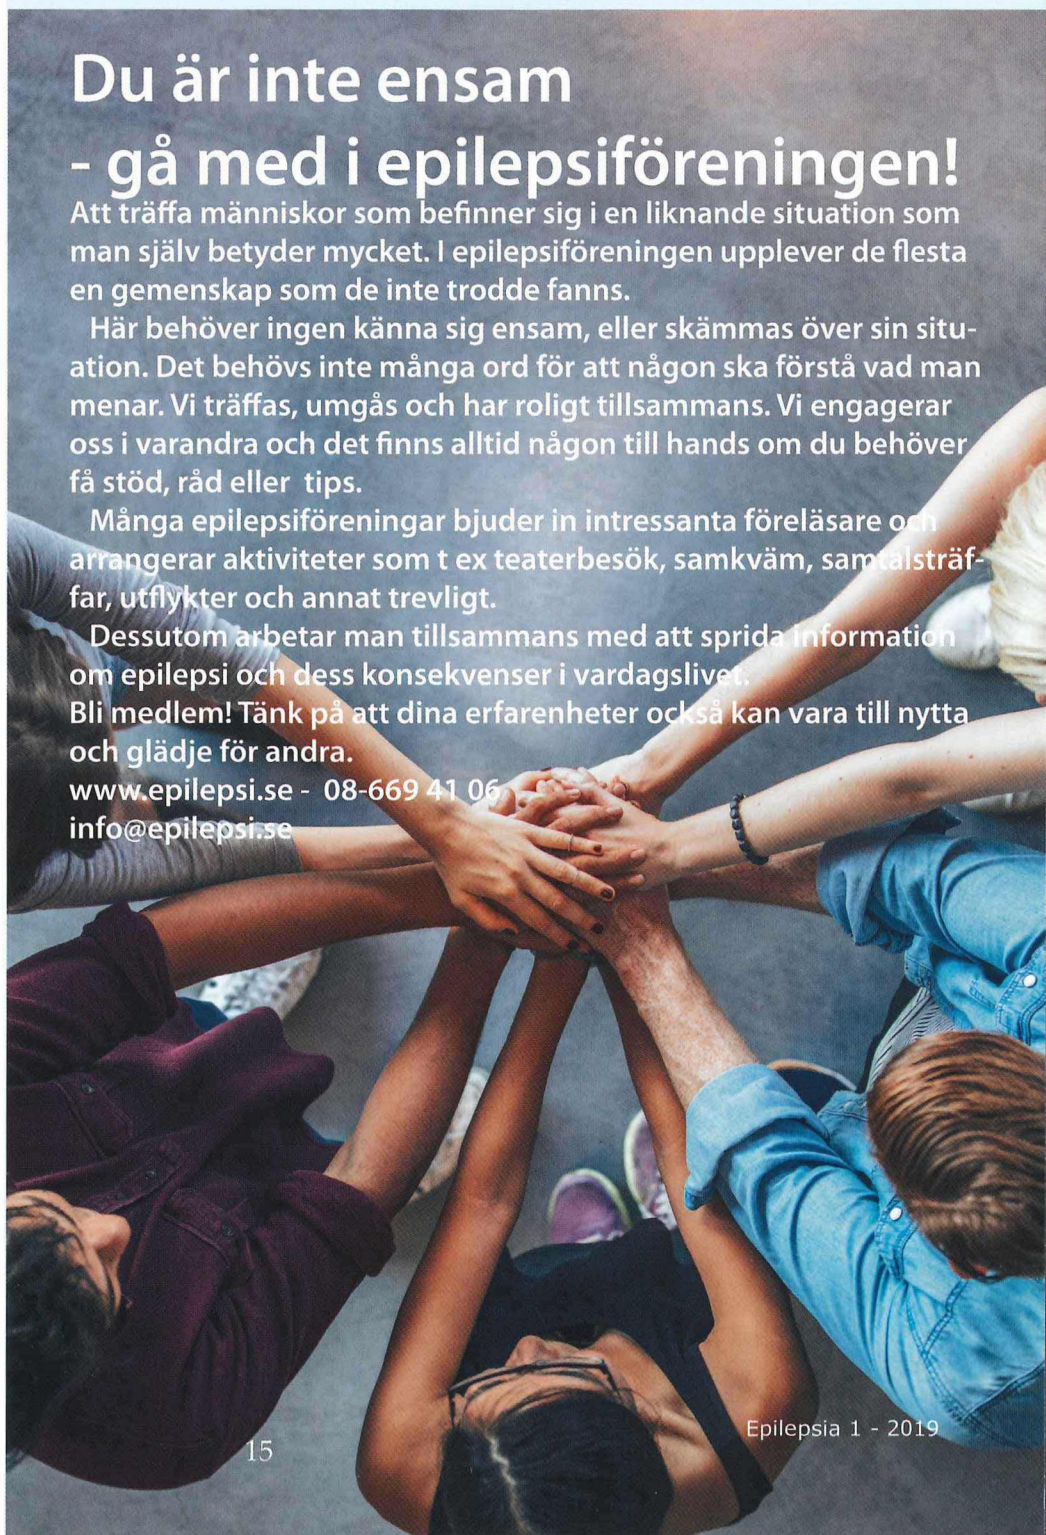 Du är inte ensam
- gå med i epilepsiföreningen!
Att träffa människor som befinner sig i en liknande situation som
man själv betyder mycket. I epilepsiföreningen upplever de flesta
en gemenskap som de inte trodde fanns.
Här behöver ingen känna sig ensam, eller skämmas över sin situ-
ation. Det behövs inte många ord för att någon ska förstå vad man
menar. Vi träffas, umgås och har roligt tillsammans. Vi engagerar
oss i varandra och det finns alltid någon till hands om du behöver
få stöd, råd eller tips.
Många epilepsiföreningar bjuder in intressanta föreläsare och
arrangerar aktiviteter som t ex teaterbesök, samkväm, samtalsträf-
far, utflykter och annat trevligt.
Dessutom arbetar man tillsammans med att sprida information
om epilepsi och dess konsekvenser i vardagslivet.
Bli medlem! Tänk på att dina erfarenheter också kan vara till nytta
och glädje för andra.
www.epilepsi.se - 08-669 41 06
info@epilepsi.se
Epilepsia 1 - 2019
15